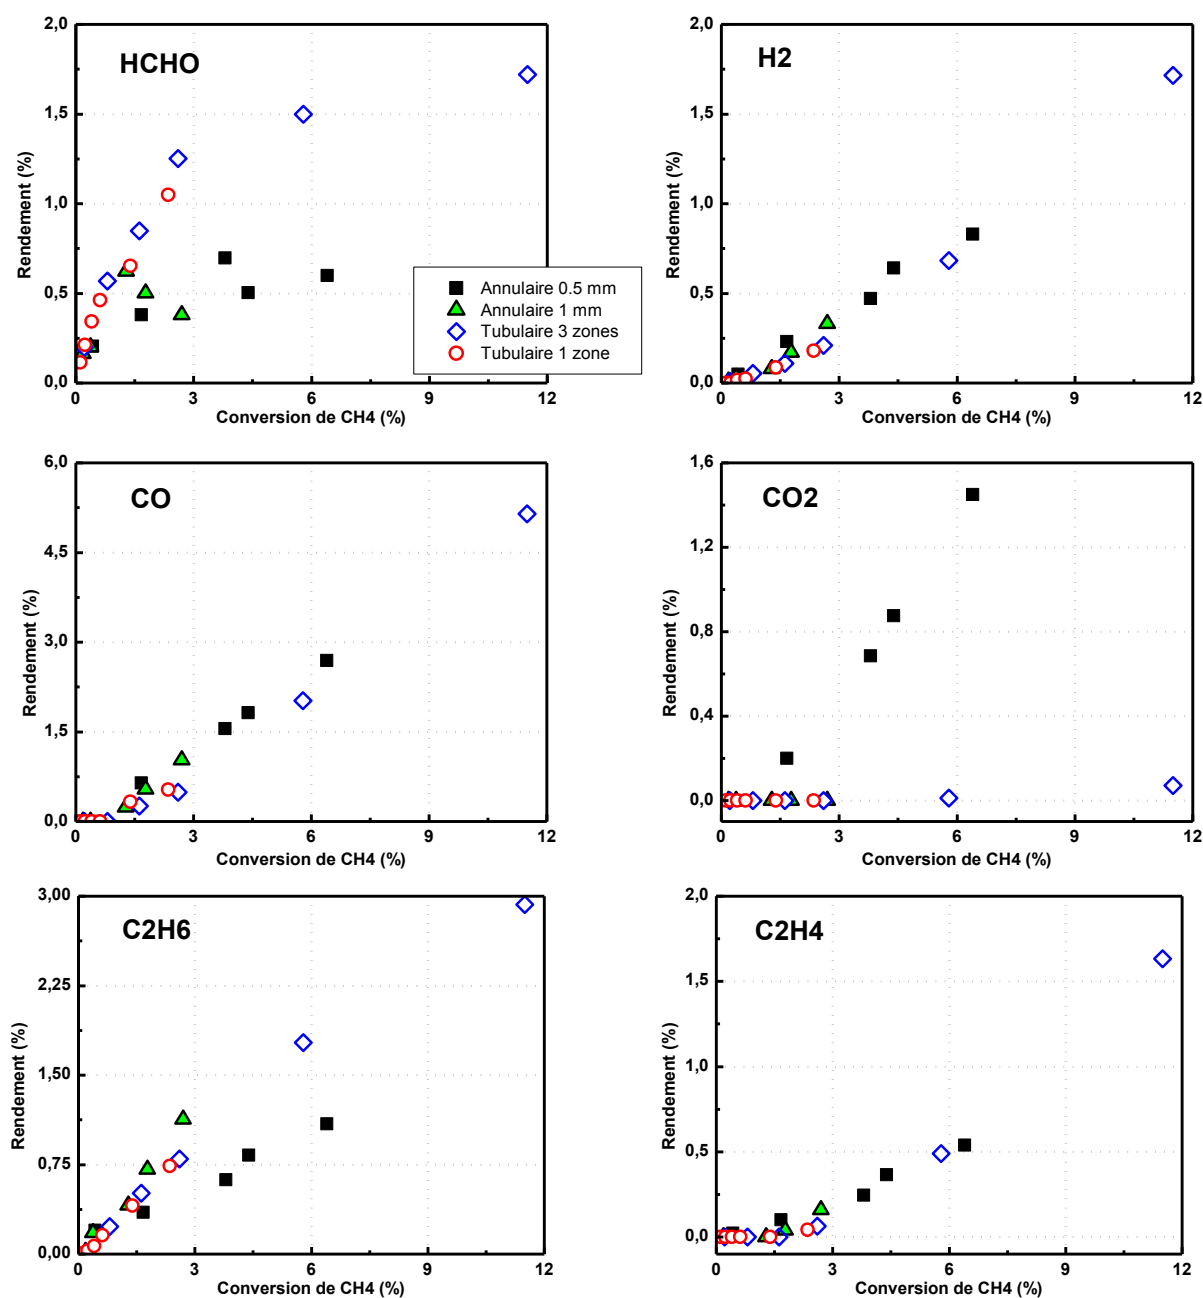 HCHO
Rendement (%)
2,0
1,5
1,0
0,5
0,0
0
3
6
9
12
Conversion de CH4 (%)
Annulaire 0.5 mm
Annulaire 1 mm
Tubulaire 3 zones
Tubulaire 1 zone
H2
Rendement (%)
2,0
1,5
1,0
0,5
0,0
0
3
6
9
12
Conversion de CH4 (%)
CO
Rendement (%)
6,0
4,5
3,0
1,5
0,0
0
3
6
9
12
Conversion de CH4 (%)
CO2
Rendement (%)
1,6
1,2
0,8
0,4
0,0
0
3
6
9
12
Conversion de CH4 (%)
C2H6
Rendement (%)
3,00
2,25
1,50
0,75
0,00
0
3
6
9
12
Conversion de CH4 (%)
C2H4
Rendement (%)
2,0
1,5
1,0
0,5
0,0
0
3
6
9
12
Conversion de CH4 (%)